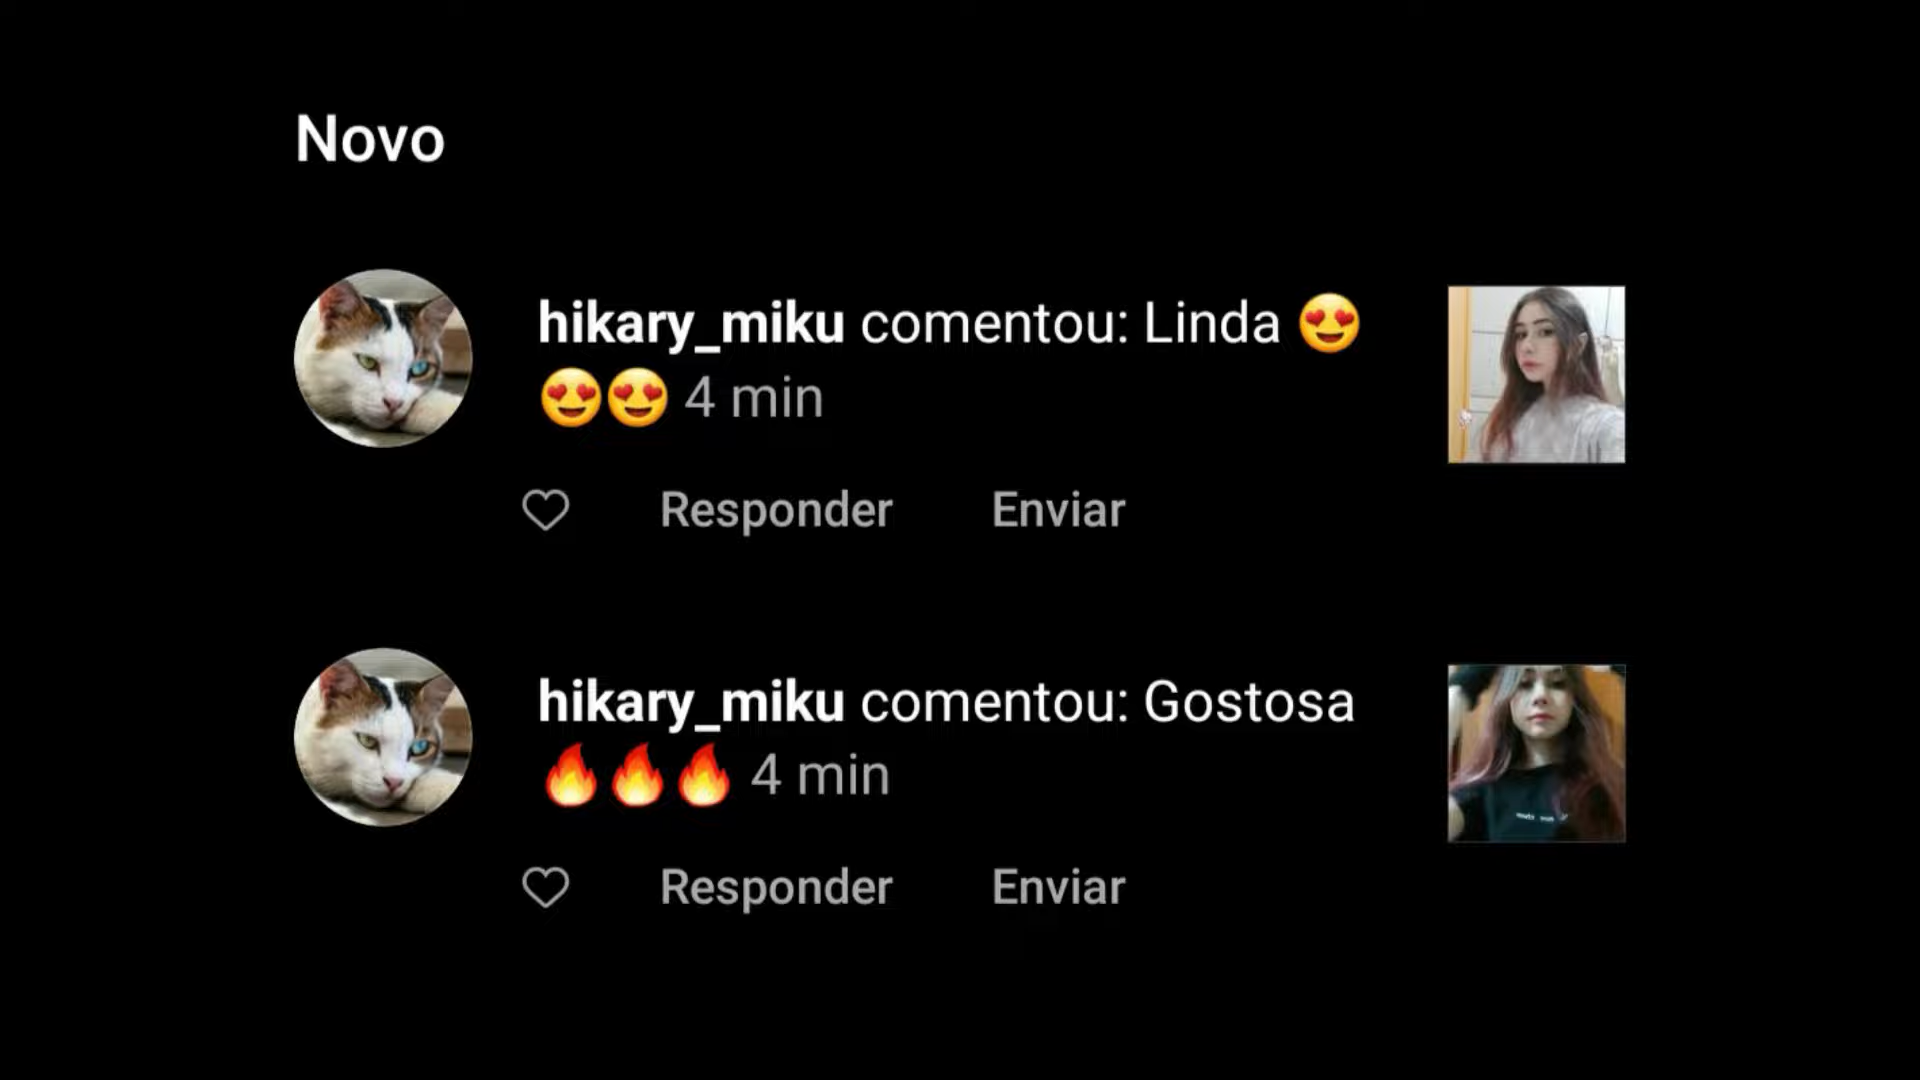 Novo
hikary_miku comentou: Linda 😍
😍😍 4 min
Responder Enviar
hikary_miku comentou: Gostosa
🔥🔥🔥 4 min
Responder Enviar